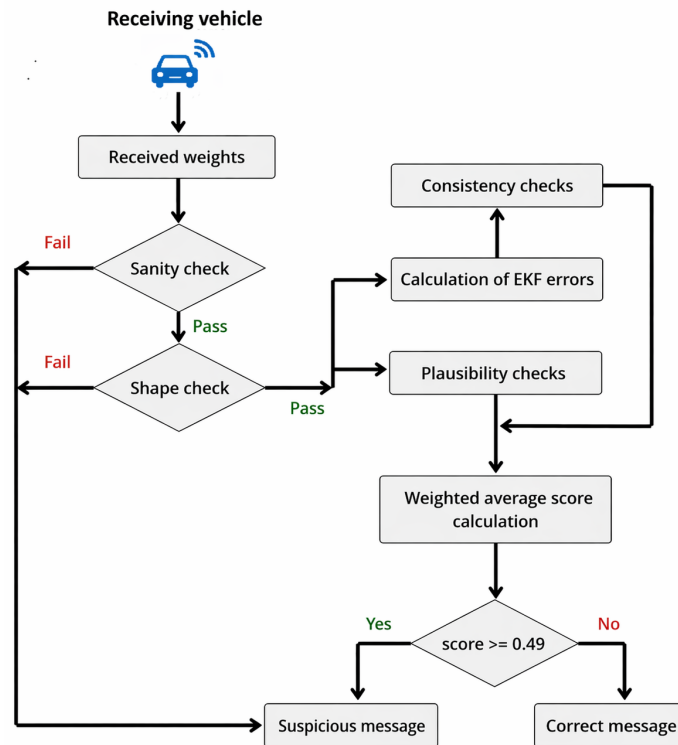 Receiving vehicle
Received weights
Consistency checks
Fail
Sanity check
Calculation of EKF errors
Pass
Fail
Shape check
Plausibility checks
Pass
Weighted average score
calculation
Yes
score >= 0.49
No
Suspicious message
Correct message